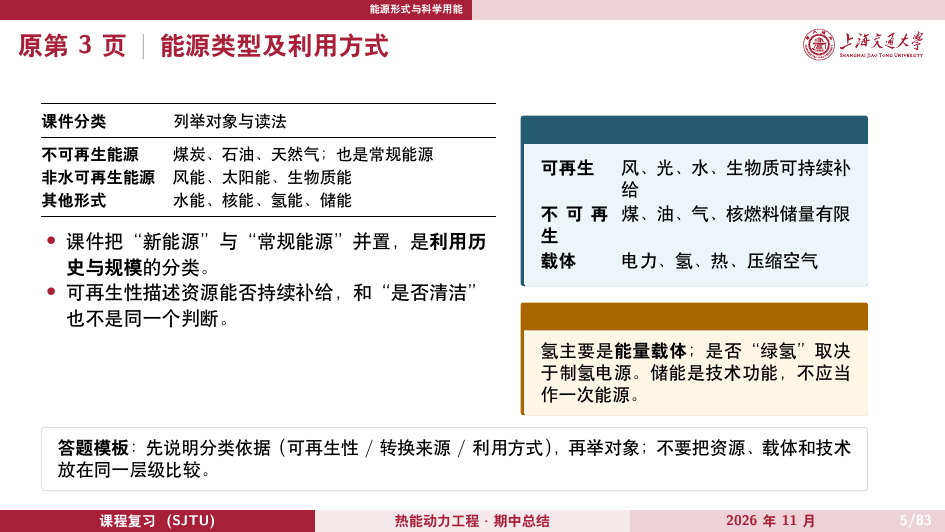 能源形式与科学用能
原第 3 页 | 能源类型及利用方式
上海交通大学
SHANGHAI JIAO TONG UNIVERSITY
课件分类 列举对象与读法
不可再生能源 煤炭、石油、天然气；也是常规能源
非水可再生能源 风能、太阳能、生物质能
其他形式 水能、核能、氢能、储能
• 课件把“新能源”与“常规能源”并置，是利用历
史与规模的分类。
• 可再生性描述资源能否持续补给，和“是否清洁”
也不是同一个判断。
可再生 风、光、水、生物质可持续补
给
不可再 煤、油、气、核燃料储量有限
生
载体 电力、氢、热、压缩空气
氢主要是能量载体；是否“绿氢”取决
于制氢电源。储能是技术功能，不应当
作一次能源。
答题模板：先说明分类依据（可再生性 / 转换来源 / 利用方式），再举对象；不要把资源、载体和技术
放在同一层级比较。
课程复习 (SJTU) 热能动力工程 · 期中总结 2026 年 11 月 5/83